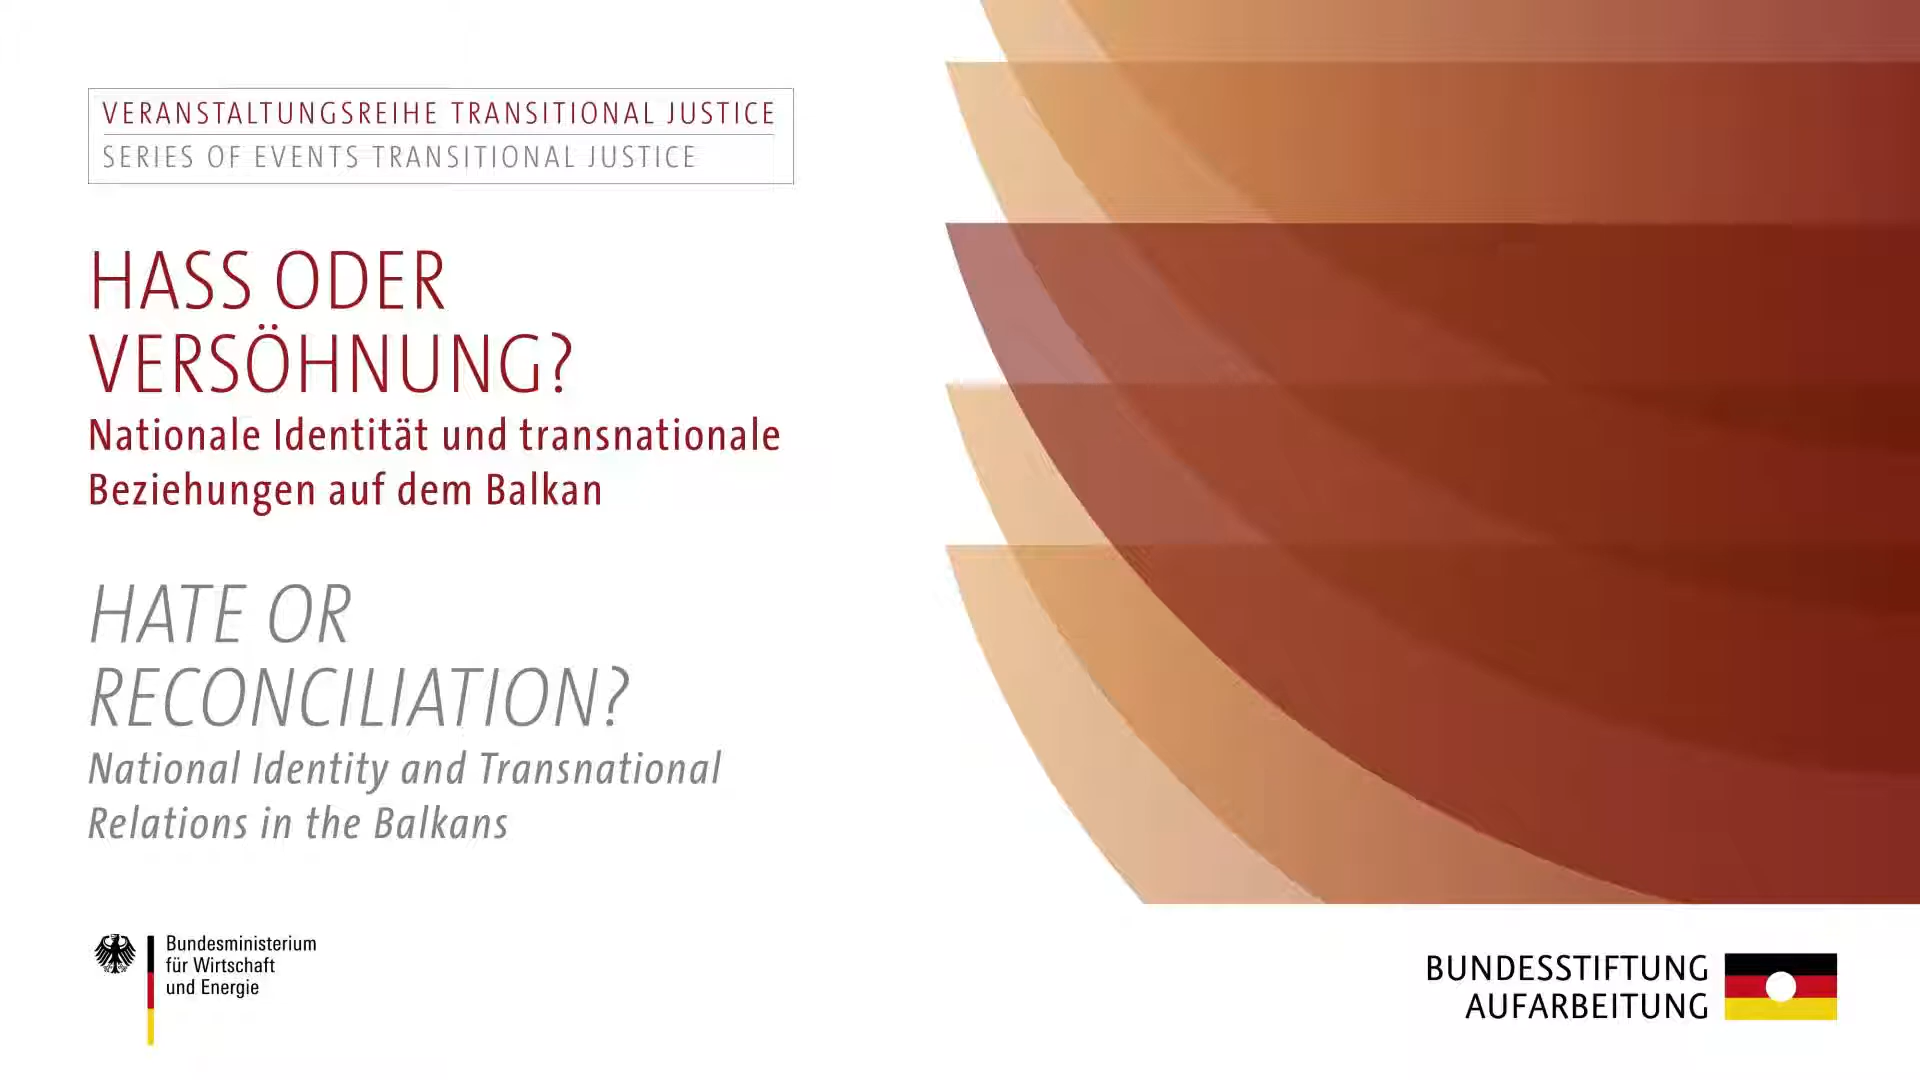 VERANSTALTUNGSREIHE TRANSITIONAL JUSTICE
SERIES OF EVENTS TRANSITIONAL JUSTICE
HASS ODER
VERSÖHNUNG?
Nationale Identität und transnationale
Beziehungen auf dem Balkan
HATE OR
RECONCILIATION?
National Identity and Transnational
Relations in the Balkans
Bundesministerium
für Wirtschaft
und Energie
BUNDESSTIFTUNG
AUFARBEITUNG